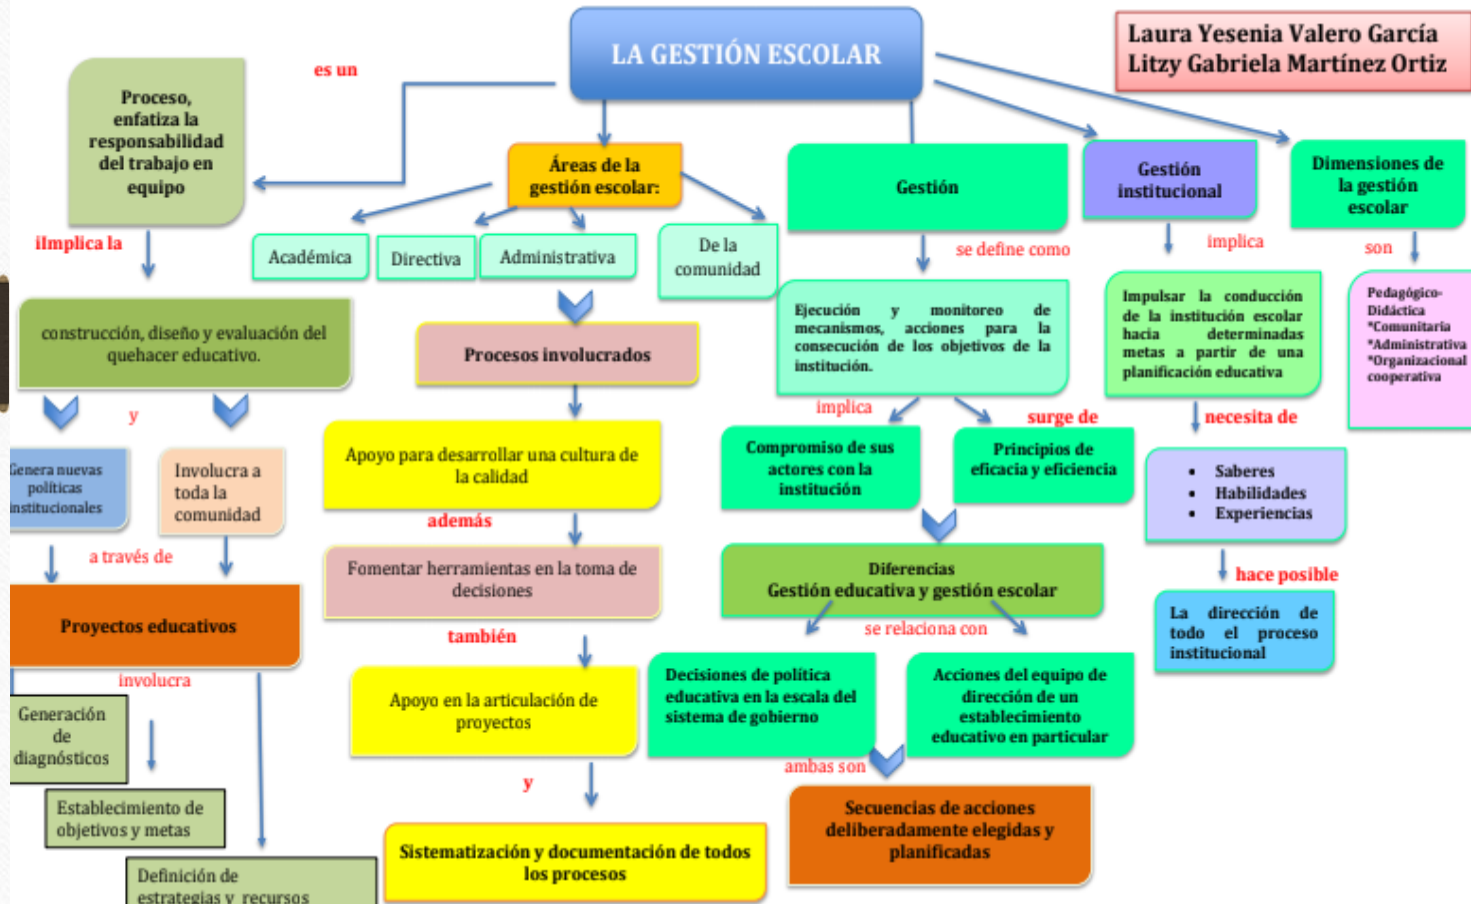 LA GESTIÓN ESCOLAR
Laura Yesenia Valero García
Litzy Gabriela Martínez Ortiz
es un
Proceso,
enfatiza la
responsabilidad
del trabajo en
equipo
iImplica la
construcción, diseño y evaluación del
quehacer educativo.
y
Genera nuevas
políticas
institucionales
Involucra a
toda la
comunidad
a través de
Proyectos educativos
involucra
Generación
de
diagnósticos
Establecimiento de
objetivos y metas
Definición de
estrategias y recursos
Áreas de la
gestión escolar:
Académica
Directiva
Administrativa
De la
comunidad
Procesos involucrados
Apoyo para desarrollar una cultura de
la calidad
además
Fomentar herramientas en la toma de
decisiones
también
Apoyo en la articulación de
proyectos
y
Sistematización y documentación de todos
los procesos
Gestión
se define como
Ejecución y monitoreo de
mecanismos, acciones para la
consecución de los objetivos de la
institución.
implica
surge de
Compromiso de sus
actores con la
institución
Principios de
eficacia y eficiencia
Diferencias
Gestión educativa y gestión escolar
se relaciona con
Decisiones de política
educativa en la escala del
sistema de gobierno
Acciones del equipo de
dirección de un
establecimiento
educativo en particular
ambas son
Secuencias de acciones
deliberadamente elegidas y
planificadas
Gestión
institucional
implica
Impulsar la conducción
de la institución escolar
hacia determinadas
metas a partir de una
planificación educativa
necesita de
• Saberes
• Habilidades
• Experiencias
hace posible
La dirección de
todo el proceso
institucional
Dimensiones de
la gestión
escolar
son
Pedagógico-
Didáctica
*Comunitaria
*Administrativa
*Organizacional
cooperativa